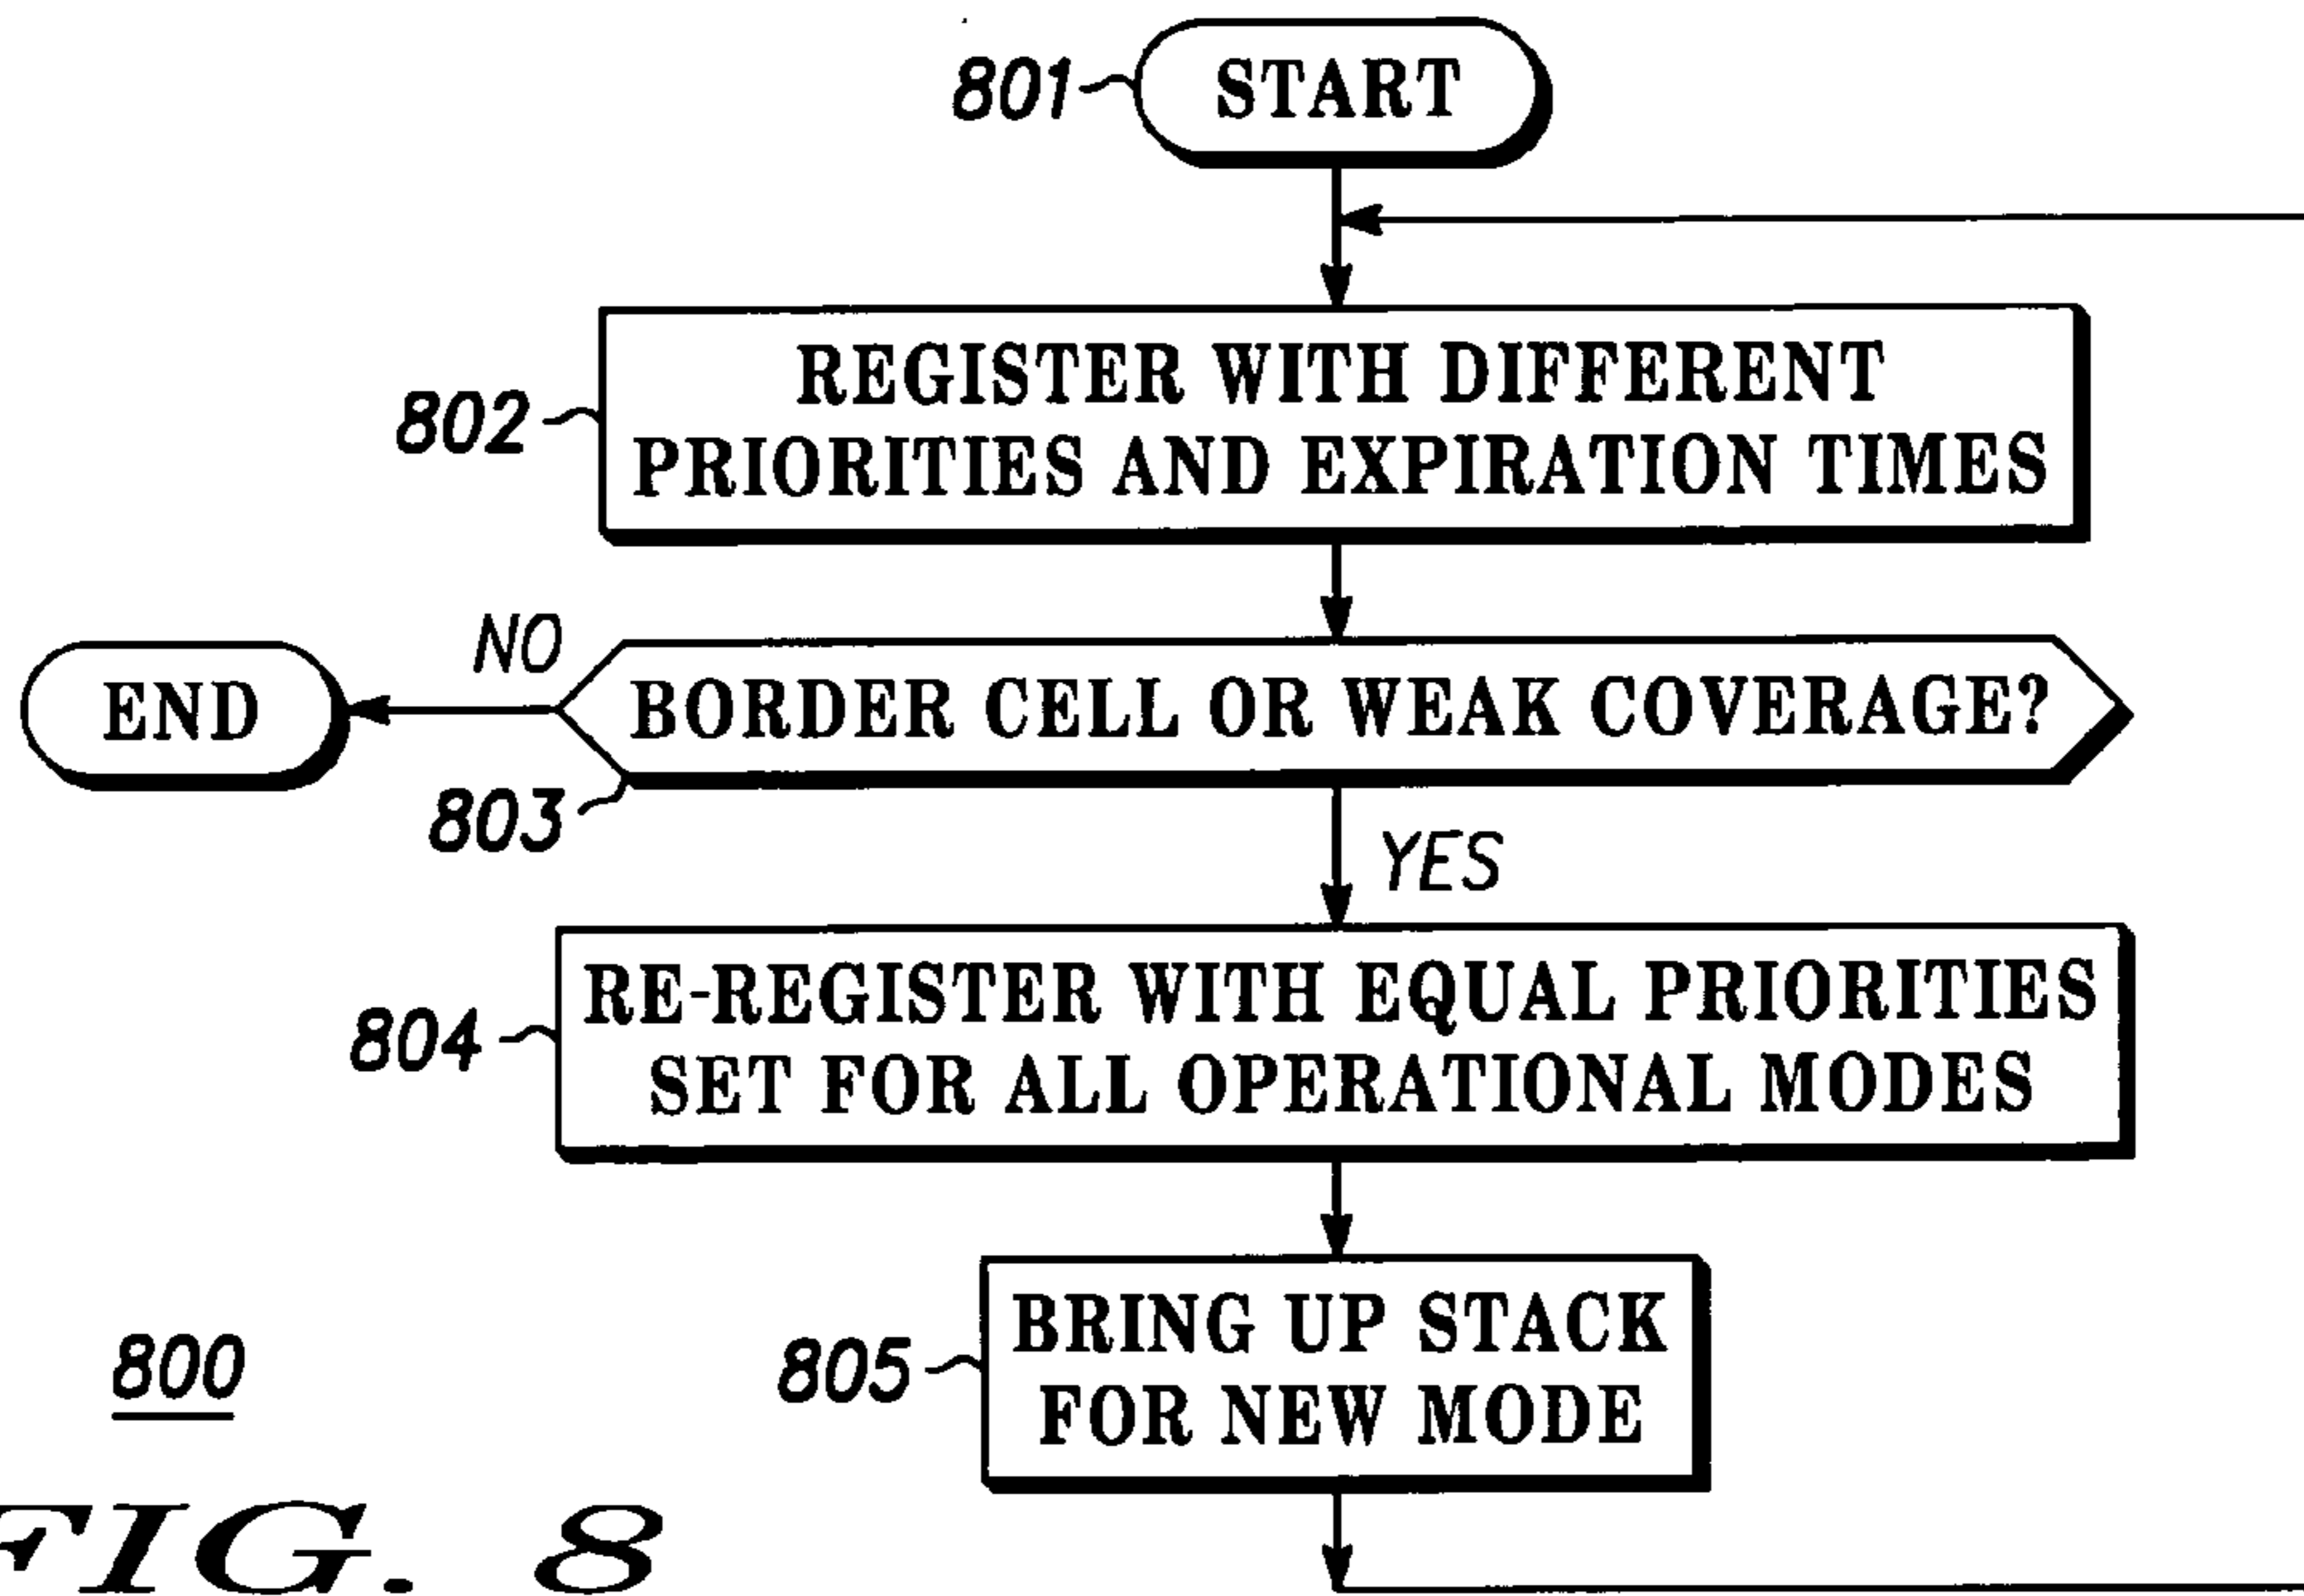 801
START
802
REGISTER WITH DIFFERENT
PRIORITIES AND EXPIRATION TIMES
NO
END
BORDER CELL OR WEAK COVERAGE?
803
YES
804
RE-REGISTER WITH EQUAL PRIORITIES
SET FOR ALL OPERATIONAL MODES
805
BRING UP STACK
FOR NEW MODE
800
FIG. 8